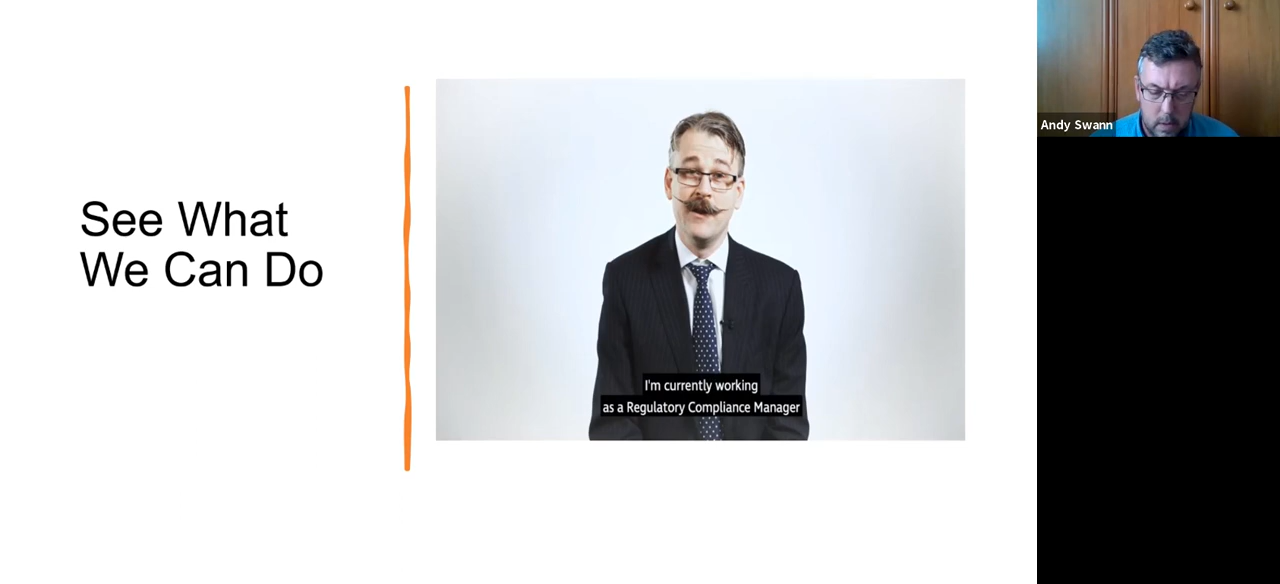 See What
We Can Do
I'm currently working
as a Regulatory Compliance Manager
Andy Swann